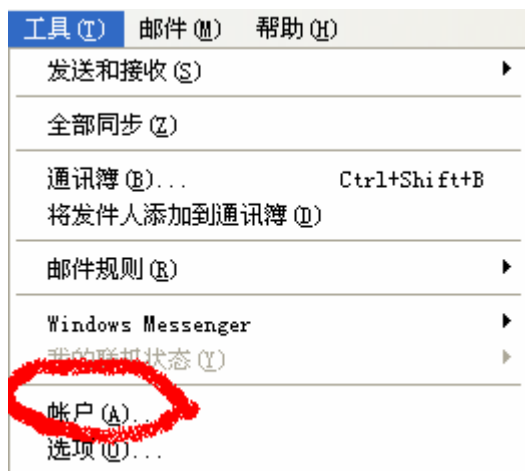 工具(T) 邮件(M) 帮助(H)
发送和接收(S)
全部同步(Z)
通讯簿(B)... Ctrl+Shift+B
将发件人添加到通讯簿(D)
邮件规则(R)
Windows Messenger
我的联机状态(Y)
帐户(A)...
选项(O)...